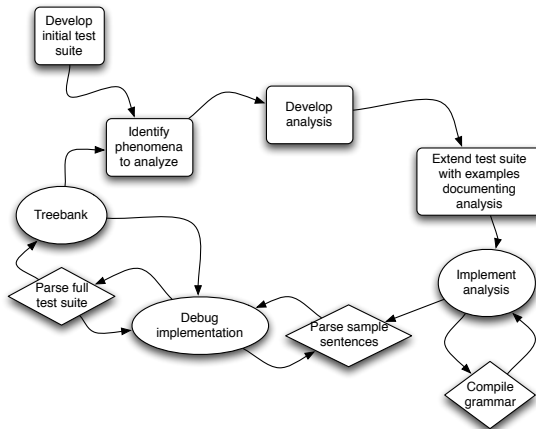 Develop
initial test
suite
Identify
phenomena
to analyze
Develop
analysis
Extend test suite
with examples
documenting
analysis
Treebank
Implement
analysis
Parse full
test suite
Debug
implementation
Parse sample
sentences
Compile
grammar